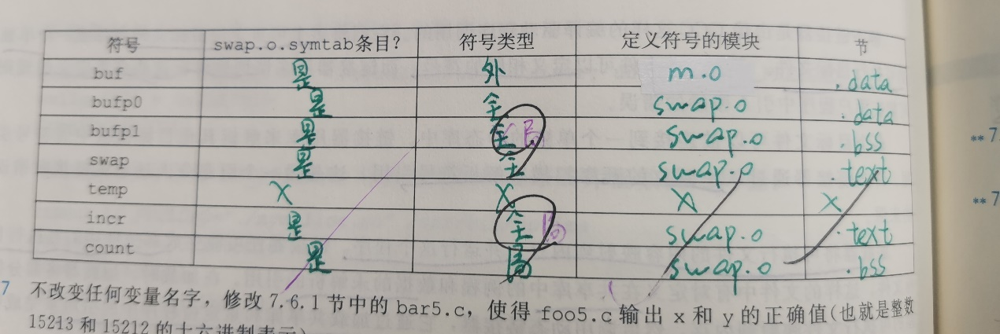 符号 swap.o.symtab条目? 符号类型 定义符号的模块 节
buf 是 外 m.o .data
bufp0 是 全 swap.o .data
bufp1 是 全 局 swap.o .bss
swap 是 全 swap.o .text
temp X X X X
incr 是 全 局 swap.o .text
count 是 局 swap.o .bss
7 不改变任何变量名字，修改 7.6.1 节中的 bar5.c，使得 foo5.c 输出 x 和 y 的正确值(也就是整数
15213 和 15212 的十六进制表示)
** 7
** 7